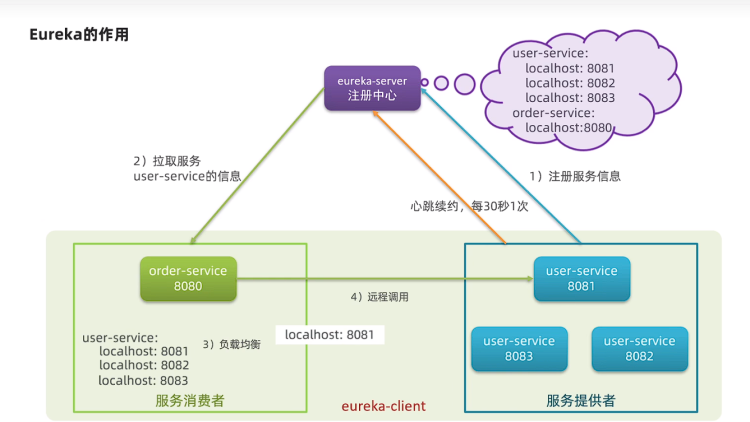 Eureka的作用
eureka-server
注册中心
user-service：
localhost: 8081
localhost: 8082
localhost: 8083
order-service：
localhost:8080
2）拉取服务
user-service的信息
1）注册服务信息
心跳续约，每30秒1次
order-service
8080
user-service
8081
4）远程调用
user-service：
localhost: 8081
localhost: 8082
localhost: 8083
3）负载均衡
localhost: 8081
user-service
8083
user-service
8082
服务消费者
eureka-client
服务提供者